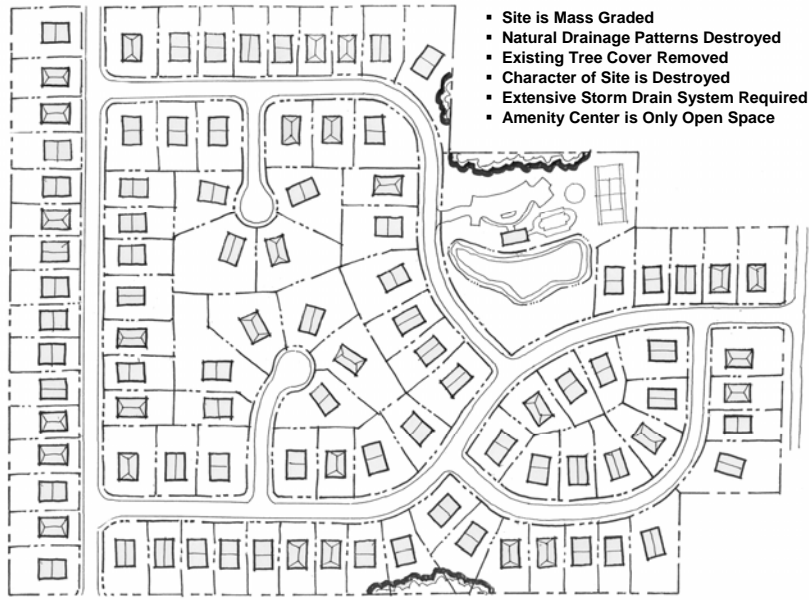 ▪ Site is Mass Graded
▪ Natural Drainage Patterns Destroyed
▪ Existing Tree Cover Removed
▪ Character of Site is Destroyed
▪ Extensive Storm Drain System Required
▪ Amenity Center is Only Open Space